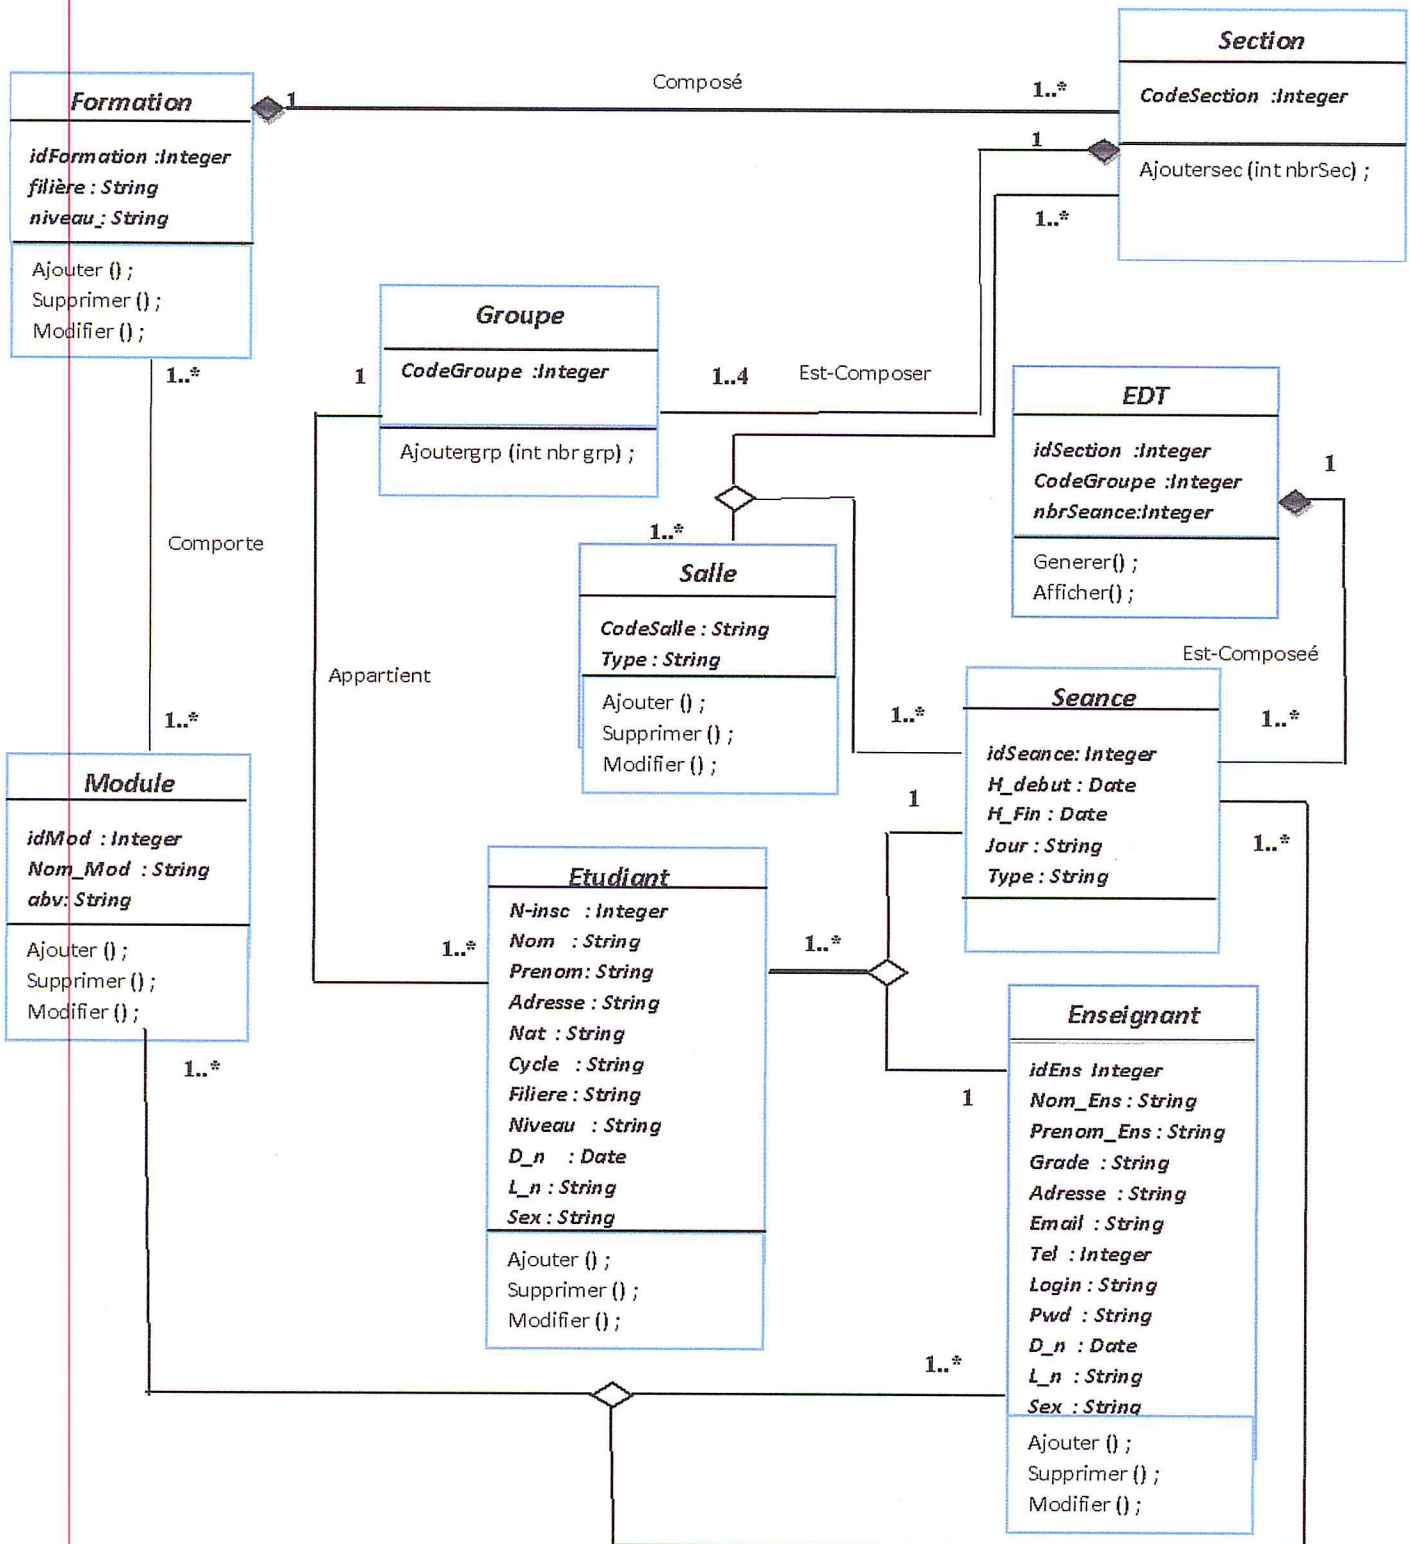 Section
CodeSection :Integer
Ajoutersec (int nbrSec) ;
Composé
1
1..*
Formation
idFormation :Integer
filière : String
niveau : String
Ajouter () ;
Supprimer () ;
Modifier () ;
1
1..*
Groupe
CodeGroupe :Integer
Ajoutergrp (int nbr grp) ;
1..*
1
1..4
Est-Composer
EDT
idSection :Integer
CodeGroupe :Integer
nbrSeance:Integer
Generer() ;
Afficher() ;
1
Comporte
1..*
Salle
CodeSalle : String
Type : String
Ajouter () ;
Supprimer () ;
Modifier () ;
Appartient
Est-Composeé
1..*
1..*
1..*
Seance
idSeance: Integer
H_debut : Date
H_Fin : Date
Jour : String
Type : String
1
1..*
Module
idMod : Integer
Nom_Mod : String
abv: String
Ajouter () ;
Supprimer () ;
Modifier () ;
1..*
Etudiant
N-insc : Integer
Nom : String
Prenom: String
Adresse : String
Nat : String
Cycle : String
Filiere : String
Niveau : String
D_n : Date
L_n : String
Sex : String
Ajouter () ;
Supprimer () ;
Modifier () ;
1..*
1..*
1
Enseignant
idEns Integer
Nom_Ens : String
Prenom_Ens : String
Grade : String
Adresse : String
Email : String
Tel : Integer
Login : String
Pwd : String
D_n : Date
L_n : String
Sex : String
Ajouter () ;
Supprimer () ;
Modifier () ;
1..*